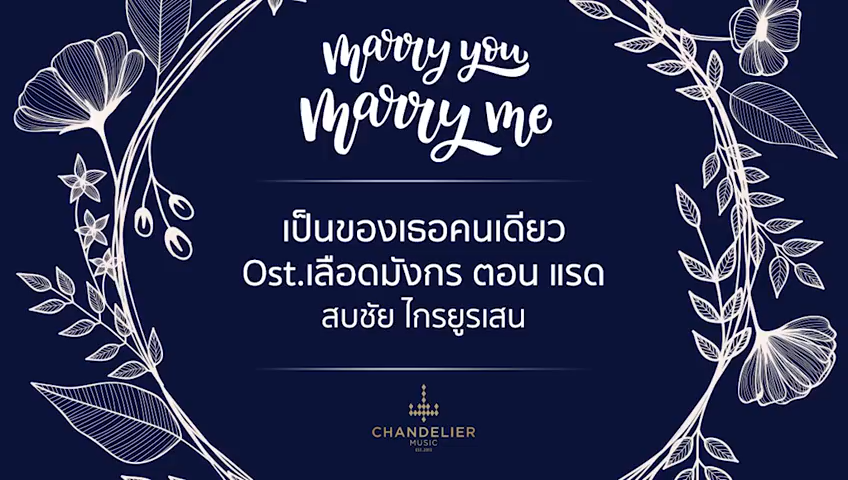 marry you
marry me
เป็นของเธอคนเดียว
Ost.เลือดมังกร ตอน แรด
สบชัย ไกรยูรเสน
CHANDELIER
MUSIC